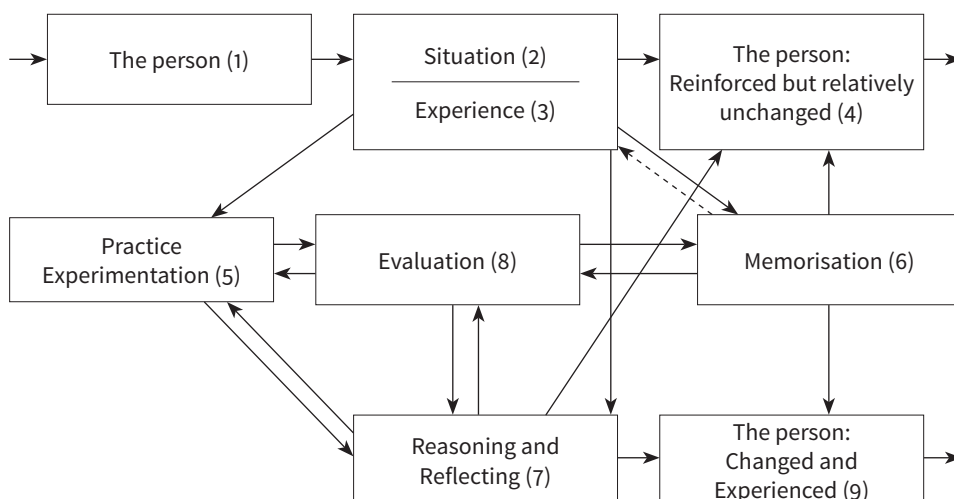 The person (1)
Situation (2)
Experience (3)
The person:
Reinforced but relatively
unchanged (4)
Practice
Experimentation (5)
Evaluation (8)
Memorisation (6)
Reasoning and
Reflecting (7)
The person:
Changed and
Experienced (9)